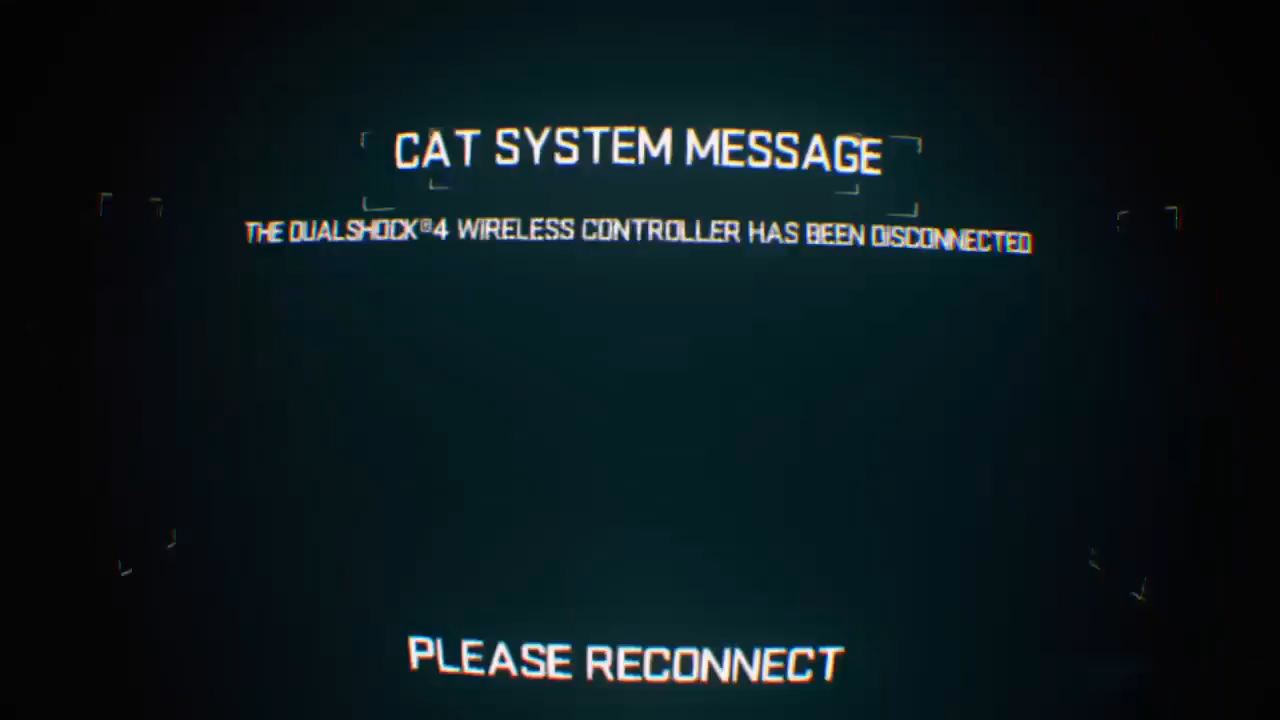 CAT SYSTEM MESSAGE
THE DUALSHOCK®4 WIRELESS CONTROLLER HAS BEEN DISCONNECTED
PLEASE RECONNECT